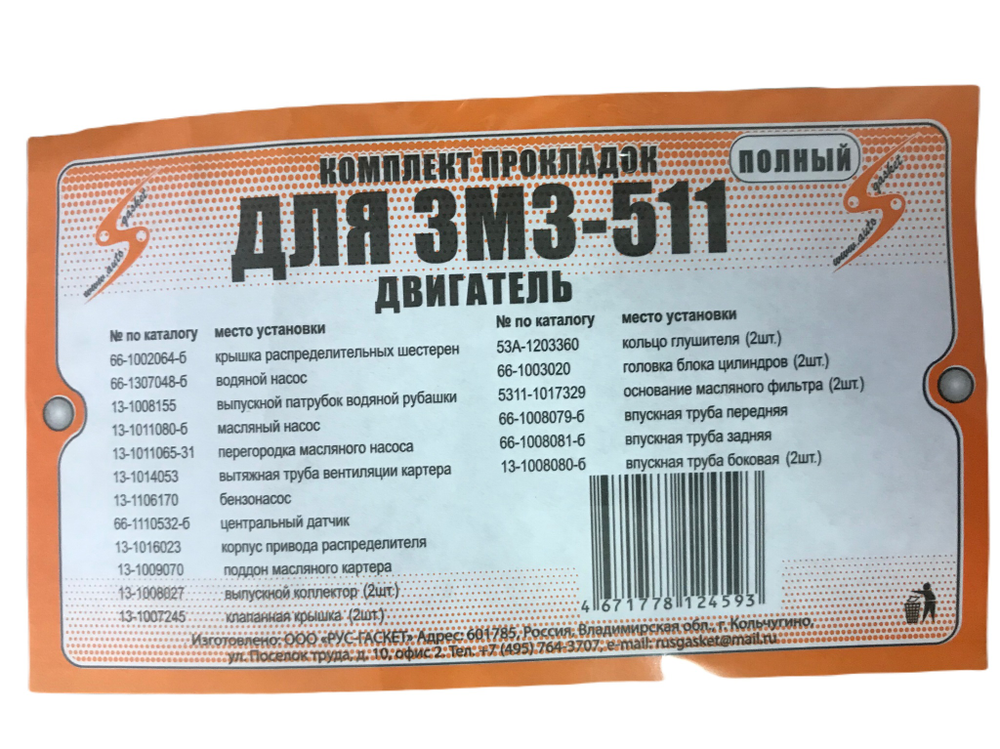 КОМПЛЕКТ ПРОКЛАДОК
ПОЛНЫЙ
ДЛЯ ЗМЗ-511
ДВИГАТЕЛЬ
www.auto gasket
www.auto gasket
№ по каталогу место установки
66-1002064-б крышка распределительных шестерен
66-1307048-б водяной насос
13-1008155 выпускной патрубок водяной рубашки
13-1011080-б масляный насос
13-1011065-31 перегородка масляного насоса
13-1014053 вытяжная труба вентиляции картера
13-1106170 бензонасос
66-1110532-б центральный датчик
13-1016023 корпус привода распределителя
13-1009070 поддон масляного картера
13-1008027 выпускной коллектор (2шт.)
13-1007245 клапанная крышка (2шт.)
№ по каталогу место установки
53А-1203360 кольцо глушителя (2шт.)
66-1003020 головка блока цилиндров (2шт.)
5311-1017329 основание масляного фильтра (2шт.)
66-1008079-б впускная труба передняя
66-1008081-б впускная труба задняя
13-1008080-б впускная труба боковая (2шт.)
4 671778 124593
Изготовлено: ООО «РУС-ГАСКЕТ» Адрес: 601785, Россия, Владимирская обл., г. Кольчугино,
ул. Поселок труда, д. 10, офис 2. Тел. +7 (495) 764-3707, e-mail: rusgasket@mail.ru